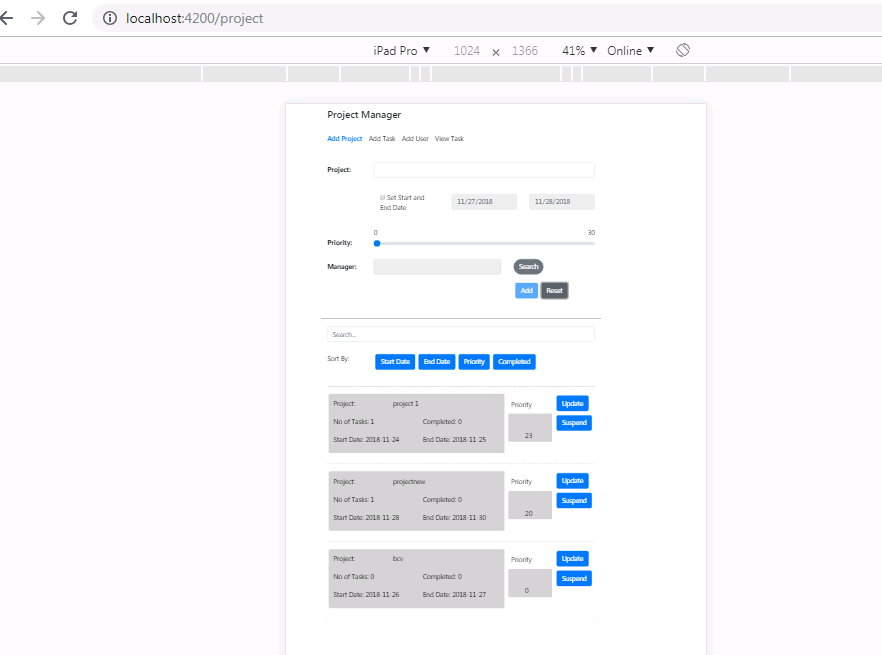 localhost:4200/project
iPad Pro ▼ 1024 × 1366 41% ▼ Online ▼
Project Manager
Add Project Add Task Add User View Task
Project:
Set Start and
End Date
11/27/2018 11/28/2018
0 30
Priority:
Manager: Search
Add Reset
Search...
Sort By: Start Date End Date Priority Completed
Project: project 1 Priority Update
No of Tasks: 1 Completed: 0 Suspend
23
Start Date: 2018-11-24 End Date: 2018-11-25
Project: projectnew Priority Update
No of Tasks: 1 Completed: 0 Suspend
20
Start Date: 2018-11-28 End Date: 2018-11-30
Project: bcv Priority Update
No of Tasks: 0 Completed: 0 Suspend
0
Start Date: 2018-11-26 End Date: 2018-11-27